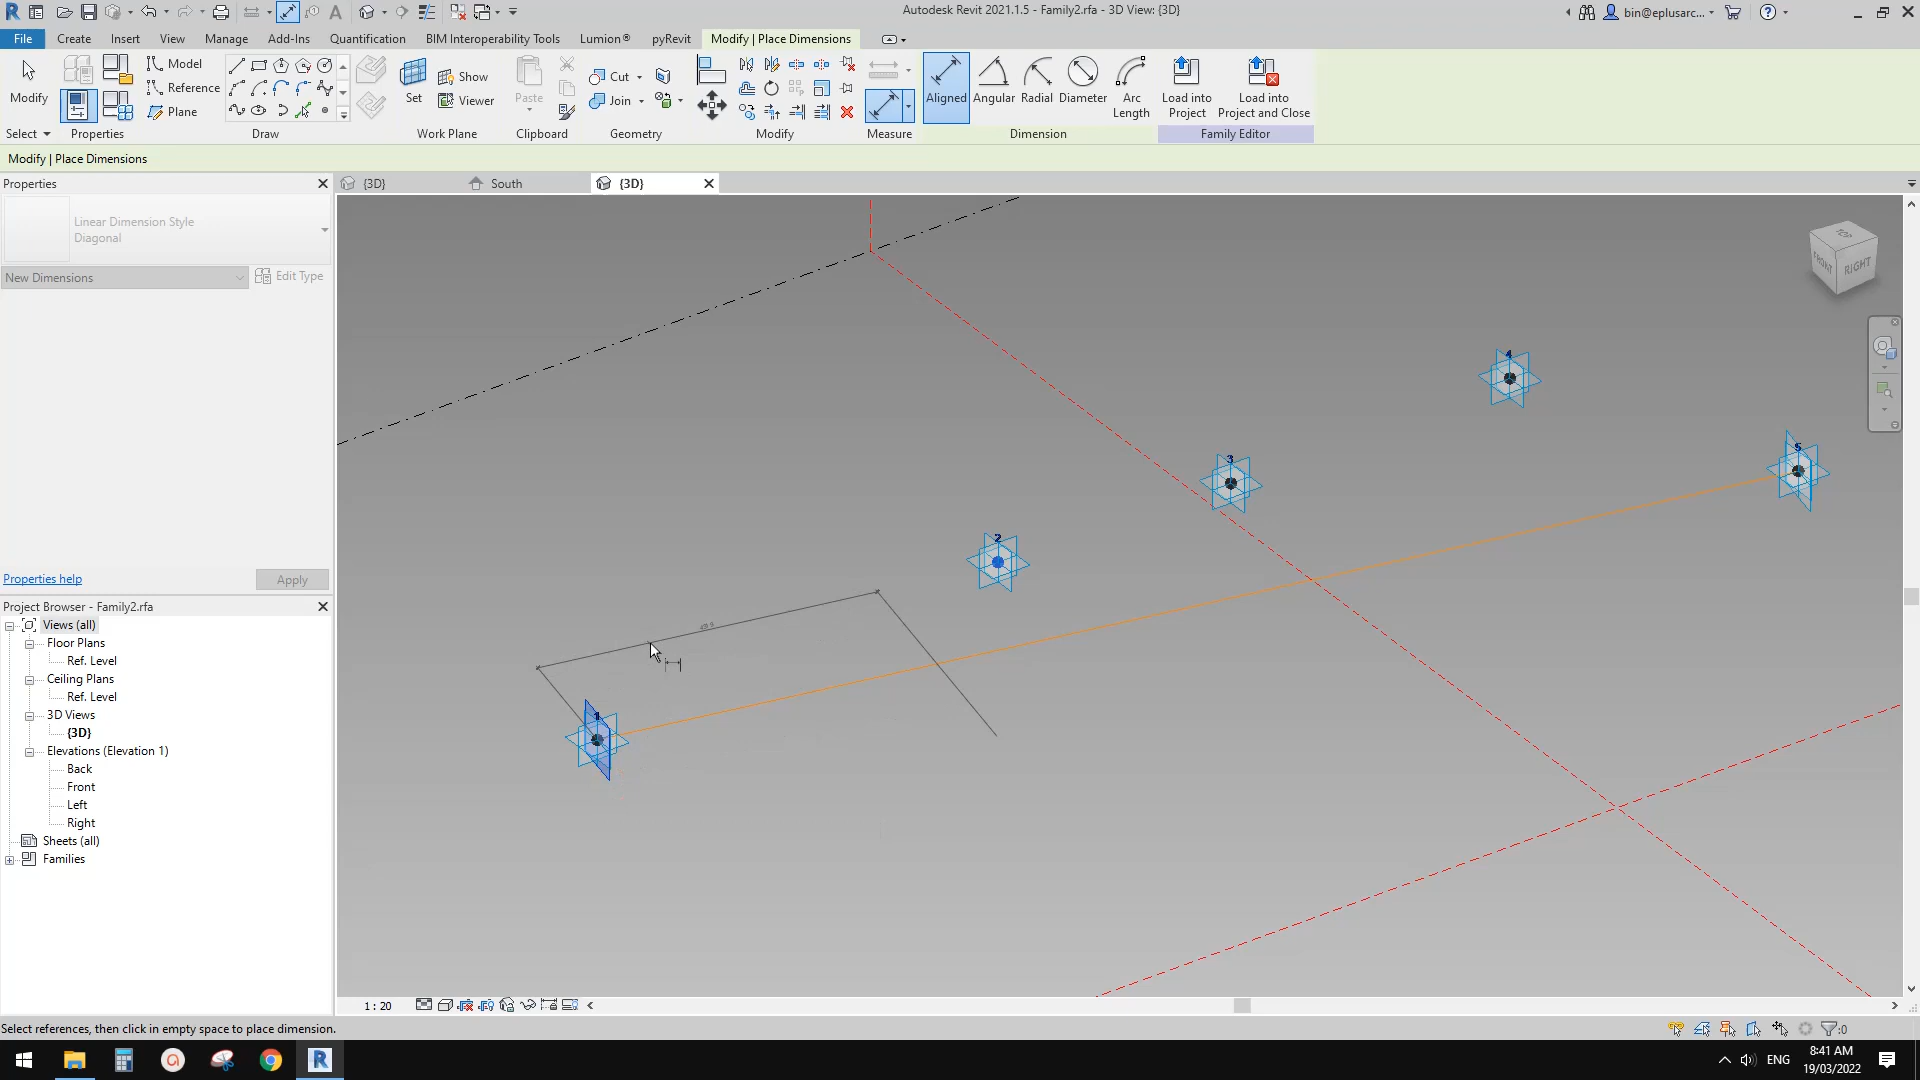 Autodesk Revit 2021.1.5 - Family2.rfa - 3D View: {3D}
bin@eplusarc...
File Create Insert View Manage Add-Ins Quantification BIM Interoperability Tools Lumion® pyRevit Modify | Place Dimensions
Modify
Model
Reference
Plane
Set
Show
Viewer
Paste
Cut
Join
Aligned Angular Radial Diameter Arc Length
Load into Project
Load into Project and Close
Select Properties Draw Work Plane Clipboard Geometry Modify Measure Dimension Family Editor
Modify | Place Dimensions
Properties
{3D} South {3D}
Linear Dimension Style
Diagonal
New Dimensions
Edit Type
TOP
FRONT RIGHT
4
5
3
2
1
Properties help
Apply
Project Browser - Family2.rfa
Views (all)
Floor Plans
Ref. Level
Ceiling Plans
Ref. Level
3D Views
{3D}
Elevations (Elevation 1)
Back
Front
Left
Right
Sheets (all)
Families
1 : 20
Select references, then click in empty space to place dimension.
:0
ENG
8:41 AM
19/03/2022